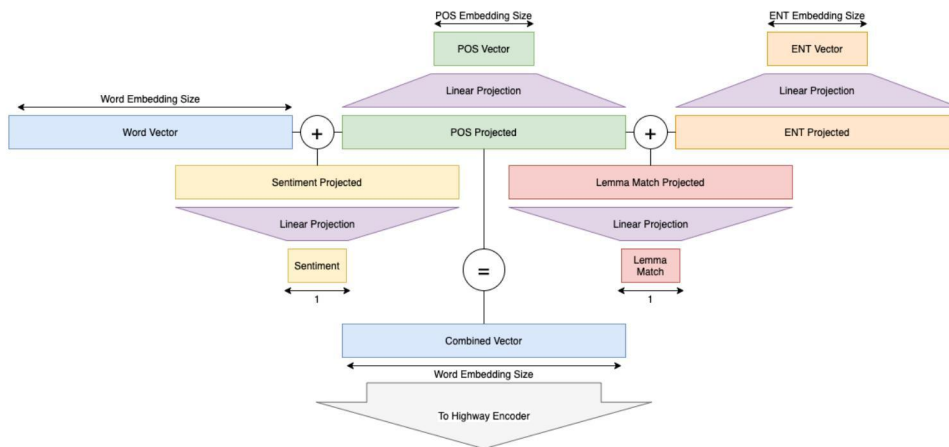 POS Embedding Size
ENT Embedding Size
POS Vector
ENT Vector
Linear Projection
Linear Projection
Word Embedding Size
Word Vector
+
POS Projected
+
ENT Projected
Sentiment Projected
Lemma Match Projected
Linear Projection
Linear Projection
Sentiment
=
Lemma
Match
1
1
Combined Vector
Word Embedding Size
To Highway Encoder